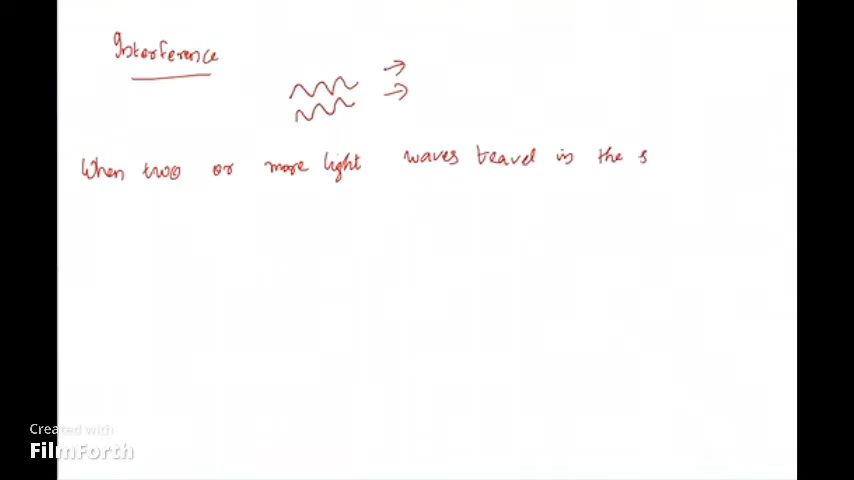 Interference
When two or more light waves travel in the s
Created with
FilmForth